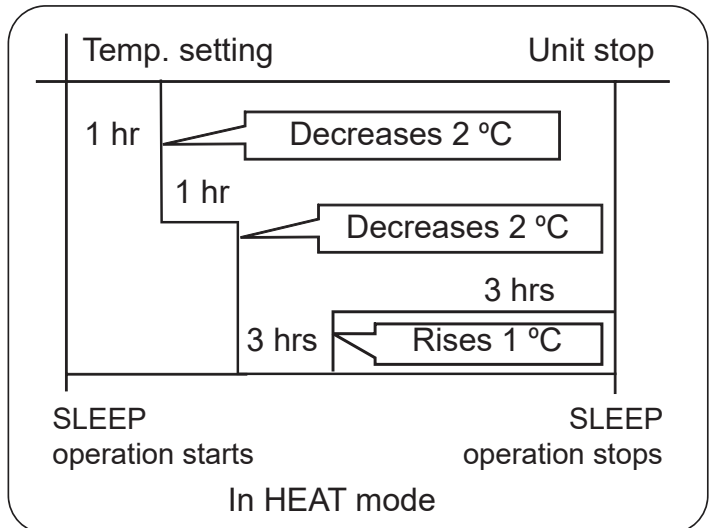 Temp. setting
Unit stop
1 hr
Decreases 2 ºC
1 hr
Decreases 2 ºC
3 hrs
3 hrs
Rises 1 ºC
SLEEP
operation starts
SLEEP
operation stops
In HEAT mode